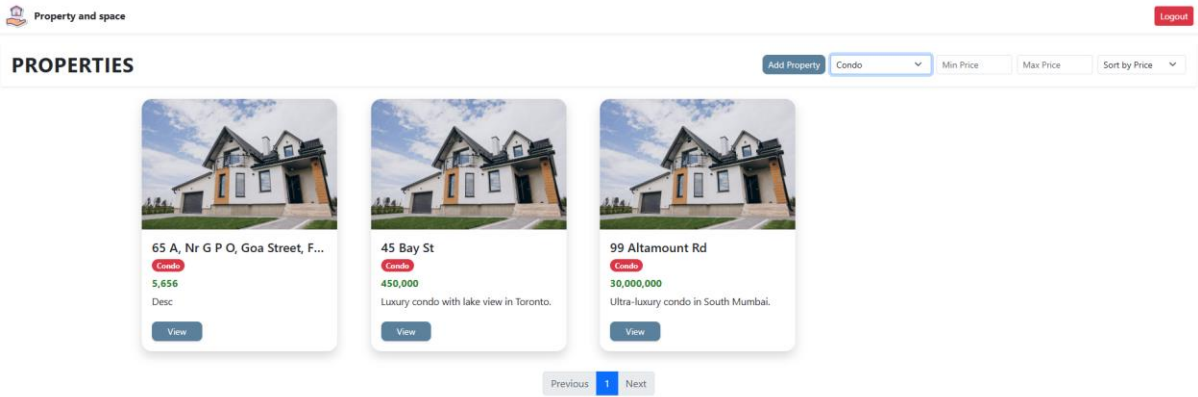 Property and space
Logout
PROPERTIES
Add Property
Condo
Min Price
Max Price
Sort by Price
65 A, Nr G P O, Goa Street, F...
Condo
5,656
Desc
View
45 Bay St
Condo
450,000
Luxury condo with lake view in Toronto.
View
99 Altamount Rd
Condo
30,000,000
Ultra-luxury condo in South Mumbai.
View
Previous 1 Next